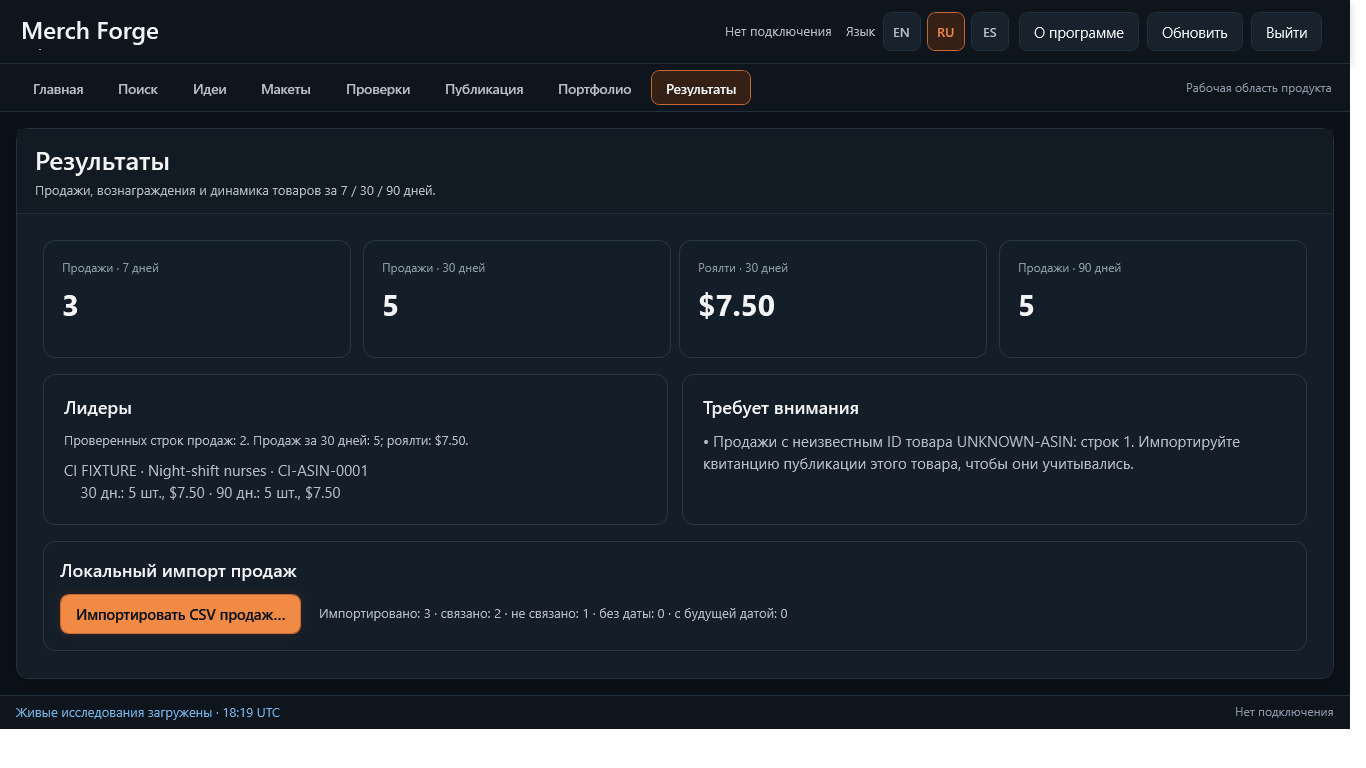 Merch Forge
Нет подключения Язык EN RU ES О программе Обновить Выйти
Главная Поиск Идеи Макеты Проверки Публикация Портфолио Результаты Рабочая область продукта
Результаты
Продажи, вознаграждения и динамика товаров за 7 / 30 / 90 дней.
Продажи · 7 дней
3
Продажи · 30 дней
5
Роялти · 30 дней
$7.50
Продажи · 90 дней
5
Лидеры
Проверенных строк продаж: 2. Продаж за 30 дней: 5; роялти: $7.50.
CI FIXTURE · Night-shift nurses · CI-ASIN-0001
30 дн.: 5 шт., $7.50 · 90 дн.: 5 шт., $7.50
Требует внимания
• Продажи с неизвестным ID товара UNKNOWN-ASIN: строк 1. Импортируйте
квитанцию публикации этого товара, чтобы они учитывались.
Локальный импорт продаж
Импортировать CSV продаж...
Импортировано: 3 · связано: 2 · не связано: 1 · без даты: 0 · с будущей датой: 0
Живые исследования загружены · 18:19 UTC
Нет подключения